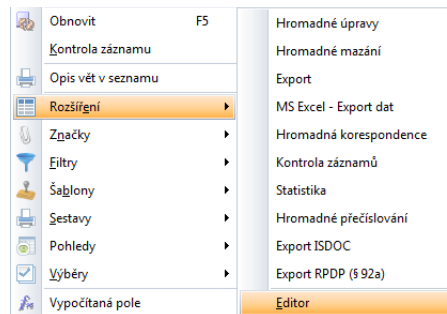 Obnovit F5
Kontrola záznamu
Opis vět v seznamu
Rozšíření
Značky
Filtry
Šablony
Sestavy
Pohledy
Výběry
Vypočítaná pole
Hromadné úpravy
Hromadné mazání
Export
MS Excel - Export dat
Hromadná korespondence
Kontrola záznamů
Statistika
Hromadné přečíslování
Export ISDOC
Export RPDP (§ 92a)
Editor